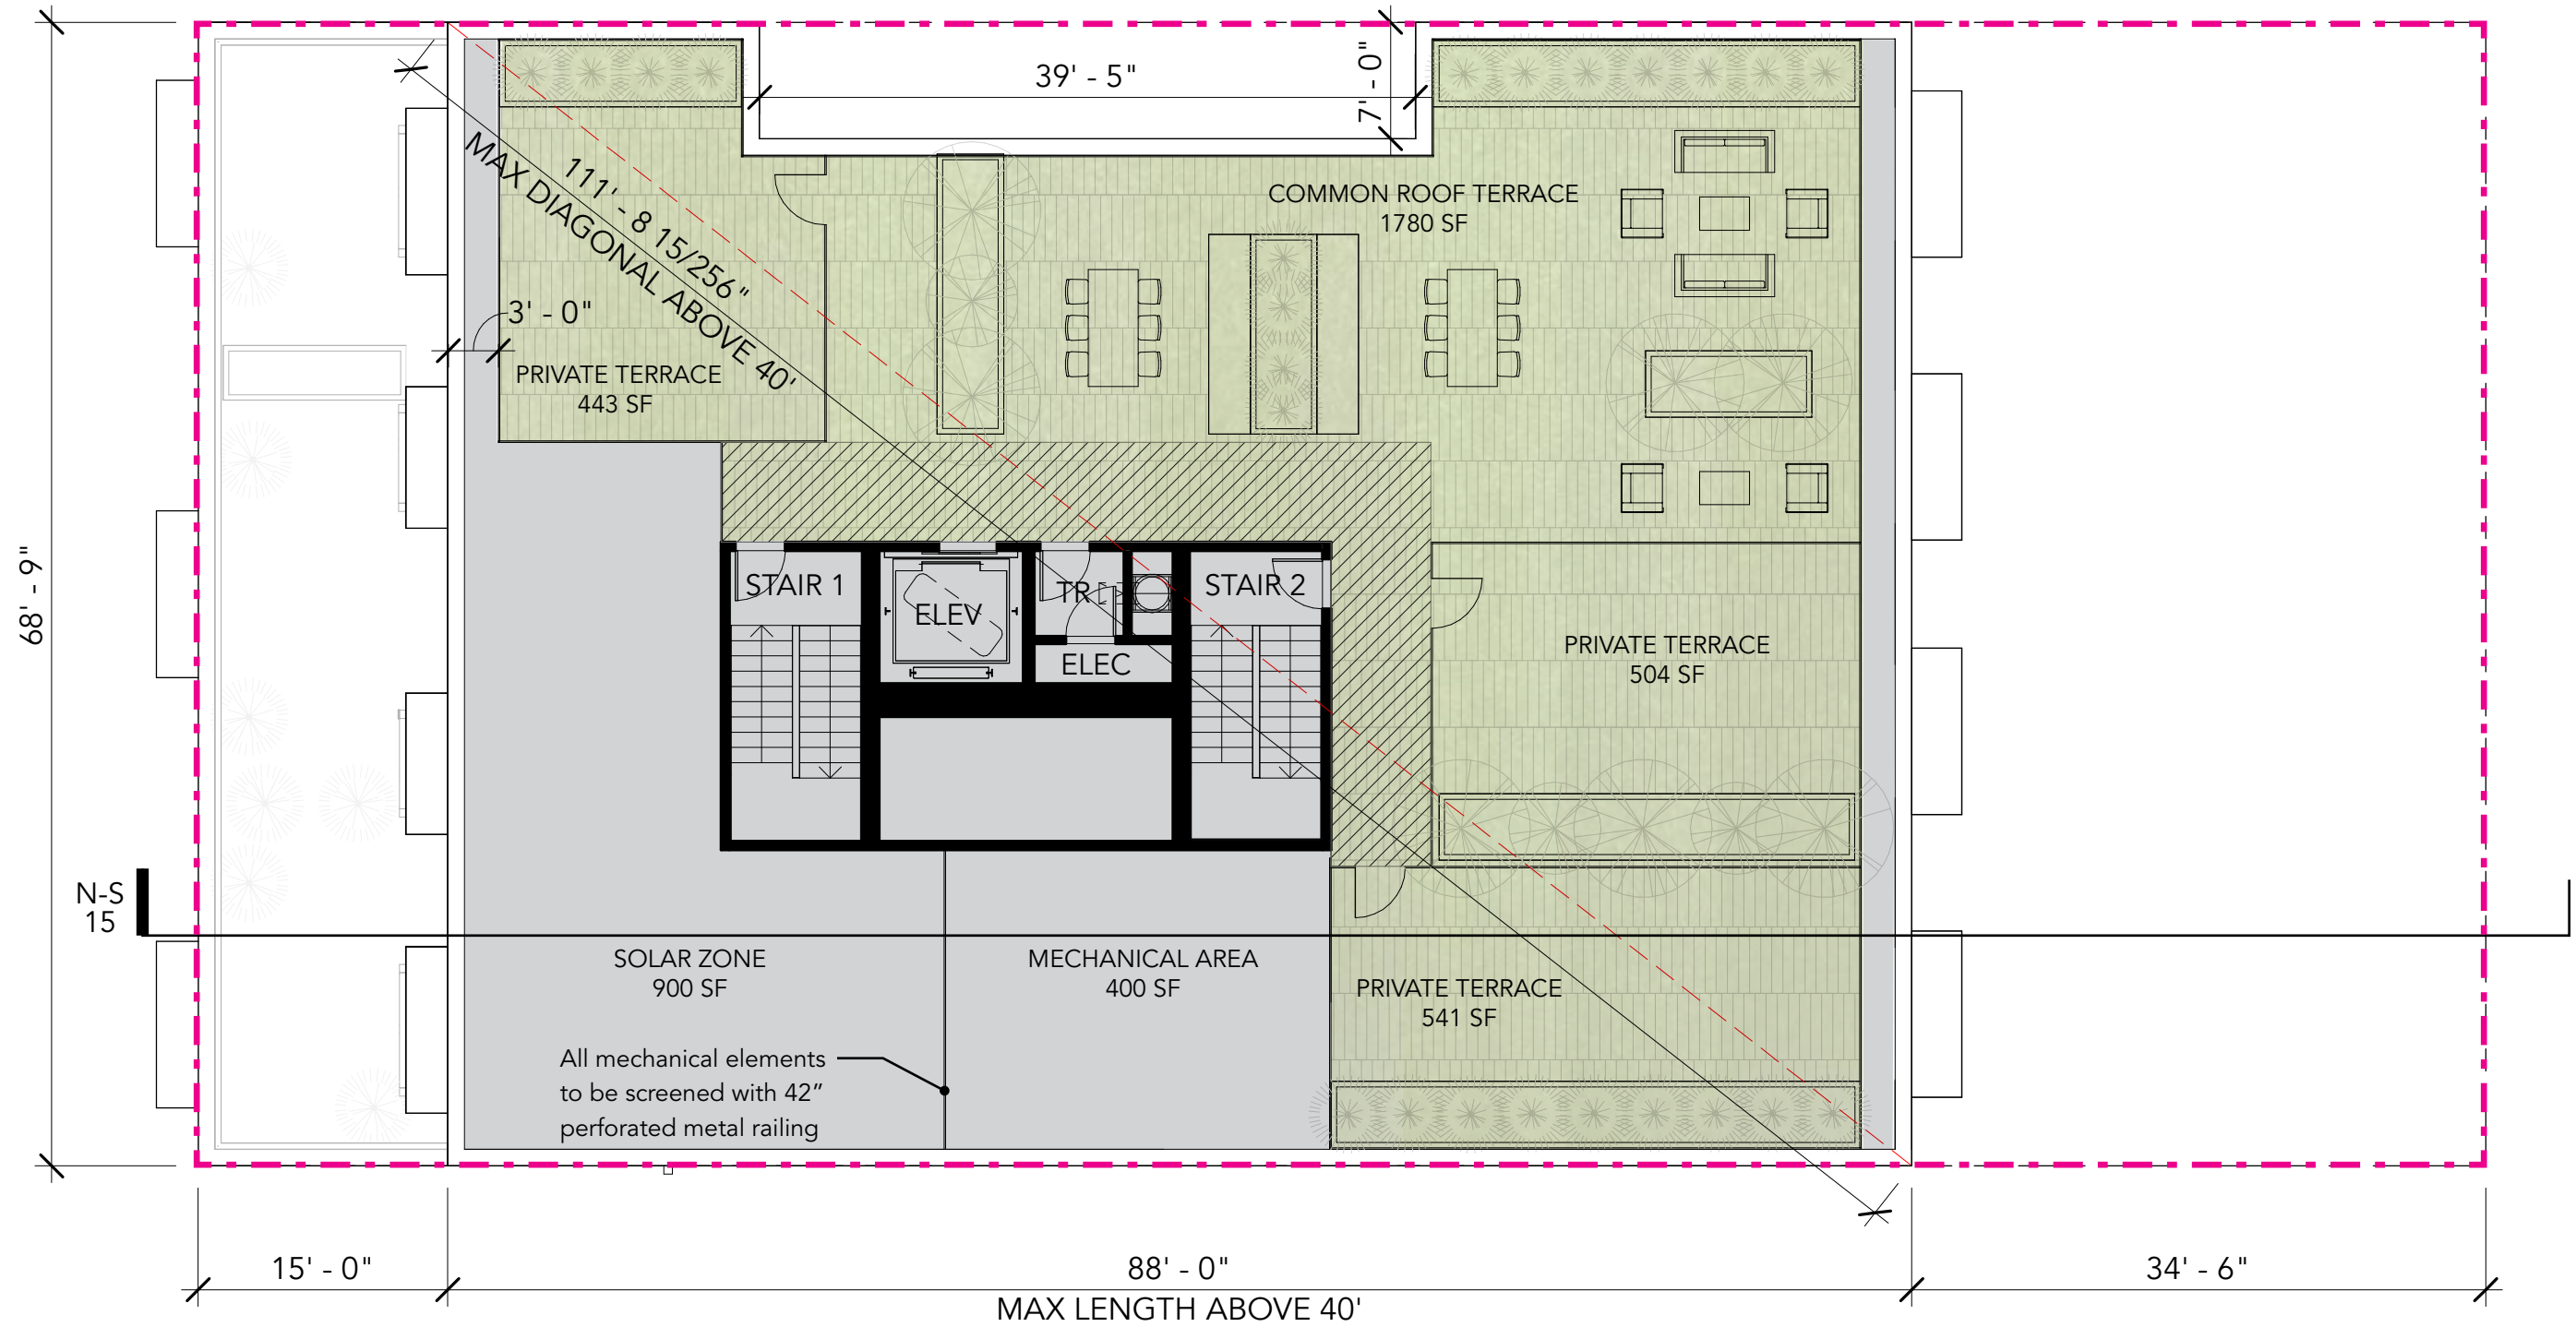 39' - 5"
7' - 0"
COMMON ROOF TERRACE
1780 SF
111' - 8 15/256"
MAX DIAGONAL ABOVE 40'
3' - 0"
PRIVATE TERRACE
443 SF
68' - 9"
STAIR 1
ELEV
TR
STAIR 2
ELEC
PRIVATE TERRACE
504 SF
N-S
15
SOLAR ZONE
900 SF
MECHANICAL AREA
400 SF
PRIVATE TERRACE
541 SF
All mechanical elements
to be screened with 42”
perforated metal railing
15' - 0"
88' - 0"
34' - 6"
MAX LENGTH ABOVE 40'